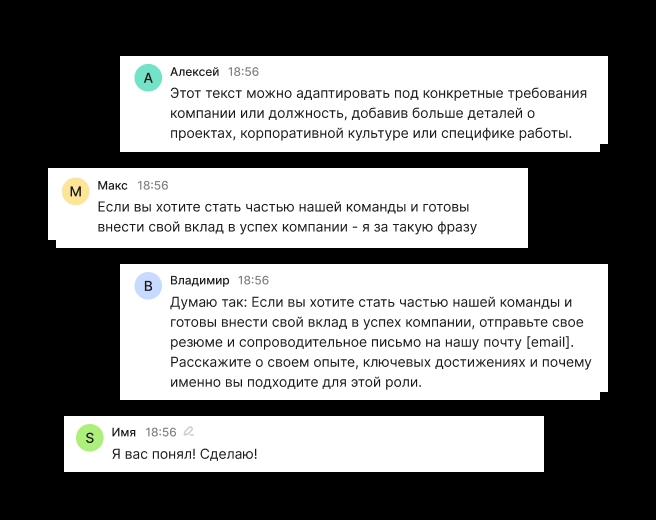 А
Алексей 18:56
Этот текст можно адаптировать под конкретные требования
компании или должность, добавив больше деталей о
проектах, корпоративной культуре или специфике работы.
М
Макс 18:56
Если вы хотите стать частью нашей команды и готовы
внести свой вклад в успех компании - я за такую фразу
В
Владимир 18:56
Думаю так: Если вы хотите стать частью нашей команды и
готовы внести свой вклад в успех компании, отправьте свое
резюме и сопроводительное письмо на нашу почту [email].
Расскажите о своем опыте, ключевых достижениях и почему
именно вы подходите для этой роли.
S
Имя 18:56
Я вас понял! Сделаю!